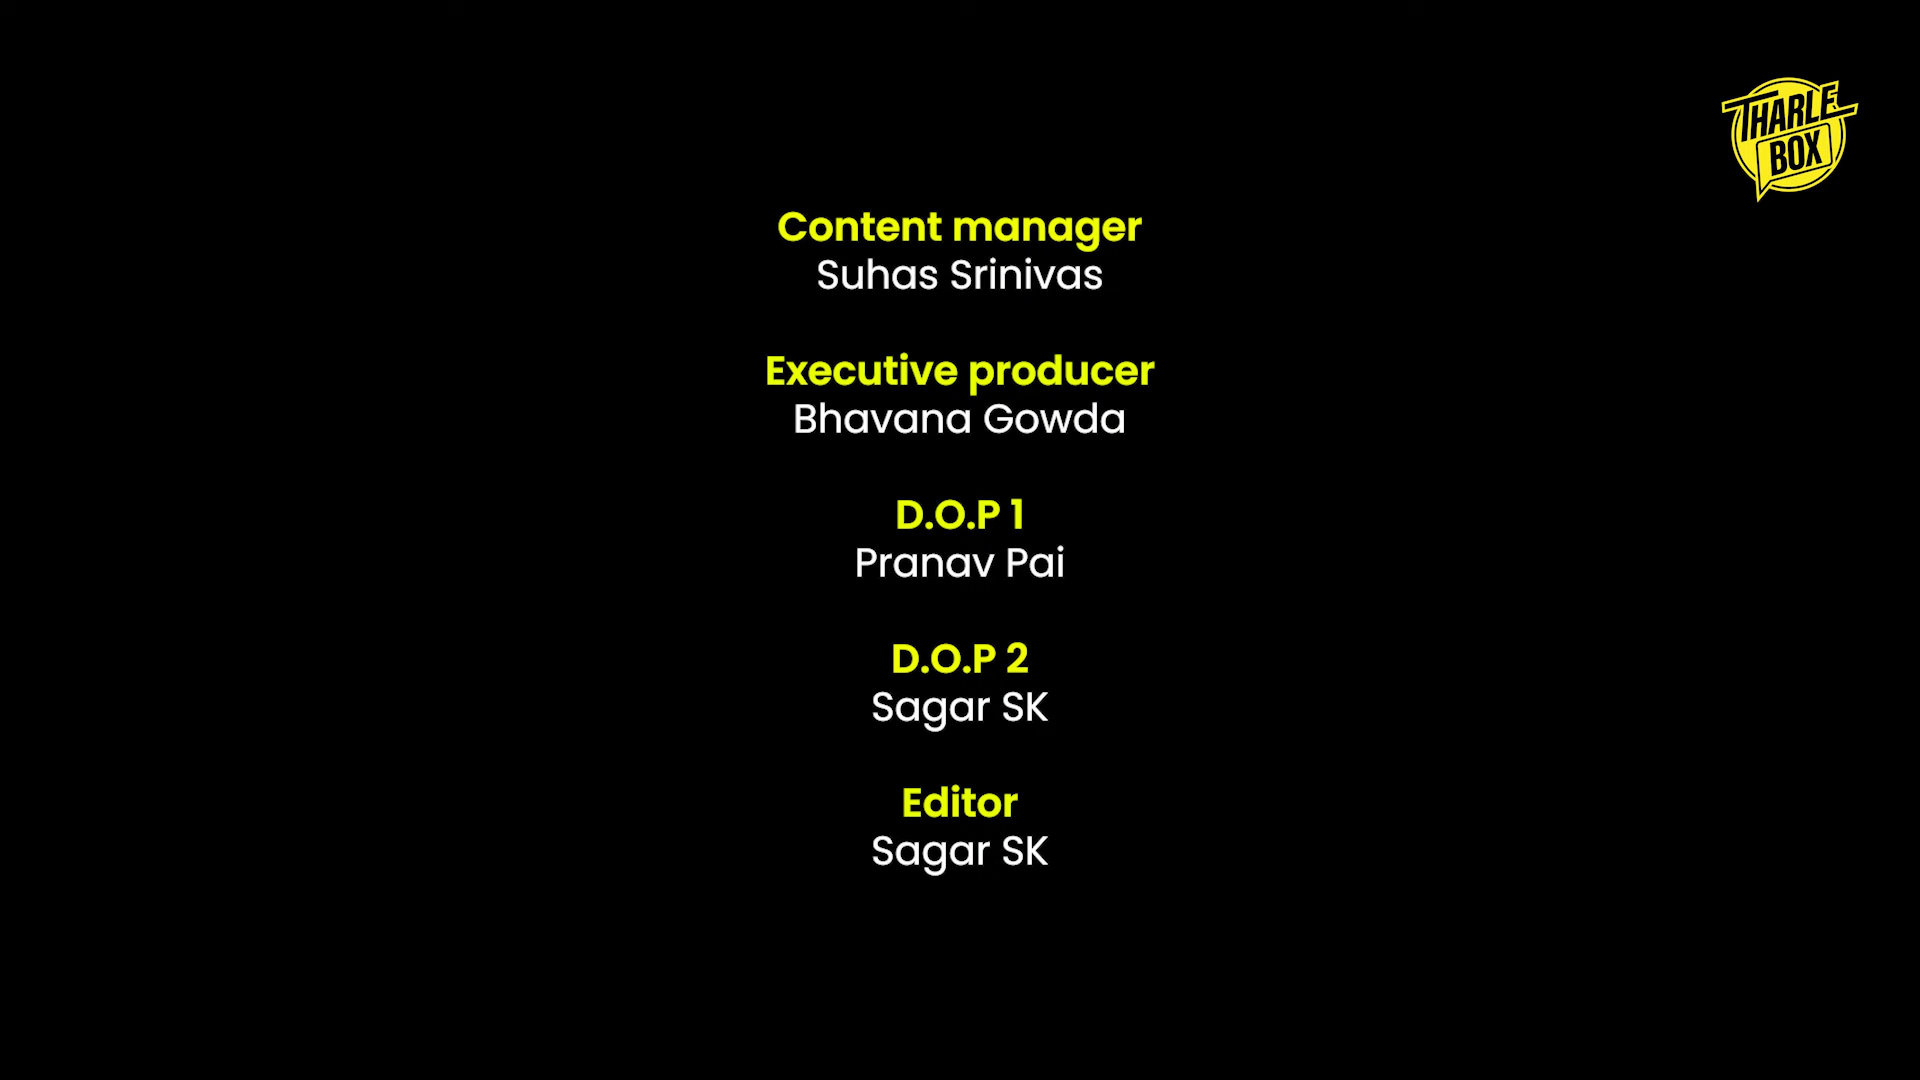 THARLE
BOX
Content manager
Suhas Srinivas
Executive producer
Bhavana Gowda
D.O.P 1
Pranav Pai
D.O.P 2
Sagar SK
Editor
Sagar SK